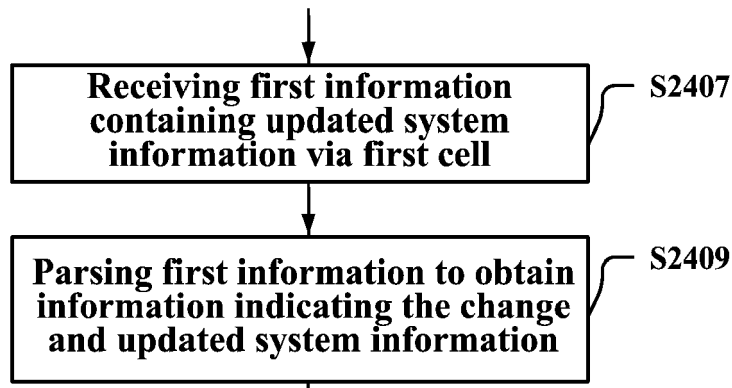 Receiving first information
containing updated system
information via first cell
S2407
Parsing first information to obtain
information indicating the change
and updated system information
S2409